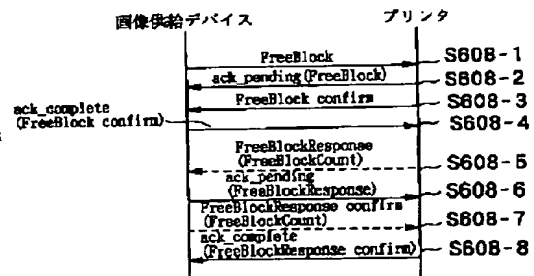 画像供給デバイス プリンタ
FreeBlock S608-1
ack_pending(FreeBlock) S608-2
FreeBlock confirm S608-3
ack_complete
(FreeBlock confirm) S608-4
FreeBlockResponse
(FreeBlockCount) S608-5
ack_pending
(FreeBlockResponse) S608-6
FreeBlockResponse confirm
(FreeBlockCount) S608-7
ack_complete
(FreeBlockResponse confirm) S608-8